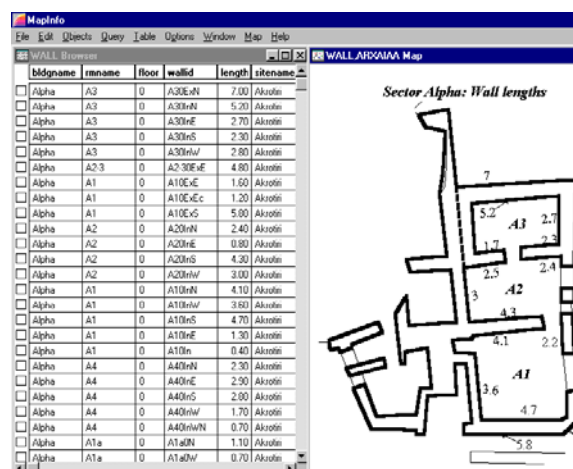 MapInfo
File Edit Objects Query Table Options Window Map Help
WALL Browser
bldgname rmname floor wallid length sitename
Alpha A3 0 A30ExN 7.00 Akrotiri
Alpha A3 0 A30InN 5.20 Akrotiri
Alpha A3 0 A30InE 2.70 Akrotiri
Alpha A3 0 A30InS 2.30 Akrotiri
Alpha A3 0 A30InW 2.80 Akrotiri
Alpha A2-3 0 A2-30ExE 4.80 Akrotiri
Alpha A1 0 A10ExE 1.60 Akrotiri
Alpha A1 0 A10ExEc 1.20 Akrotiri
Alpha A1 0 A10ExS 5.80 Akrotiri
Alpha A2 0 A20InN 2.40 Akrotiri
Alpha A2 0 A20InE 0.80 Akrotiri
Alpha A2 0 A20InS 4.30 Akrotiri
Alpha A2 0 A20InW 3.00 Akrotiri
Alpha A1 0 A10InN 4.10 Akrotiri
Alpha A1 0 A10InW 3.60 Akrotiri
Alpha A1 0 A10InS 4.70 Akrotiri
Alpha A1 0 A10InE 1.30 Akrotiri
Alpha A1 0 A10In 0.40 Akrotiri
Alpha A4 0 A40InN 2.30 Akrotiri
Alpha A4 0 A40InE 2.90 Akrotiri
Alpha A4 0 A40InS 2.80 Akrotiri
Alpha A4 0 A40InW 1.70 Akrotiri
Alpha A4 0 A40InWN 0.70 Akrotiri
Alpha A1a 0 A1a0N 1.10 Akrotiri
Alpha A1a 0 A1a0W 0.70 Akrotiri
WALL,ARXAIAA Map
Sector Alpha: Wall lengths
7
5.2
2.7
A3
1.7
2.3
2.5
2.4
A2
3
4.3
4.1
2.2
A1
3.6
4.7
5.8